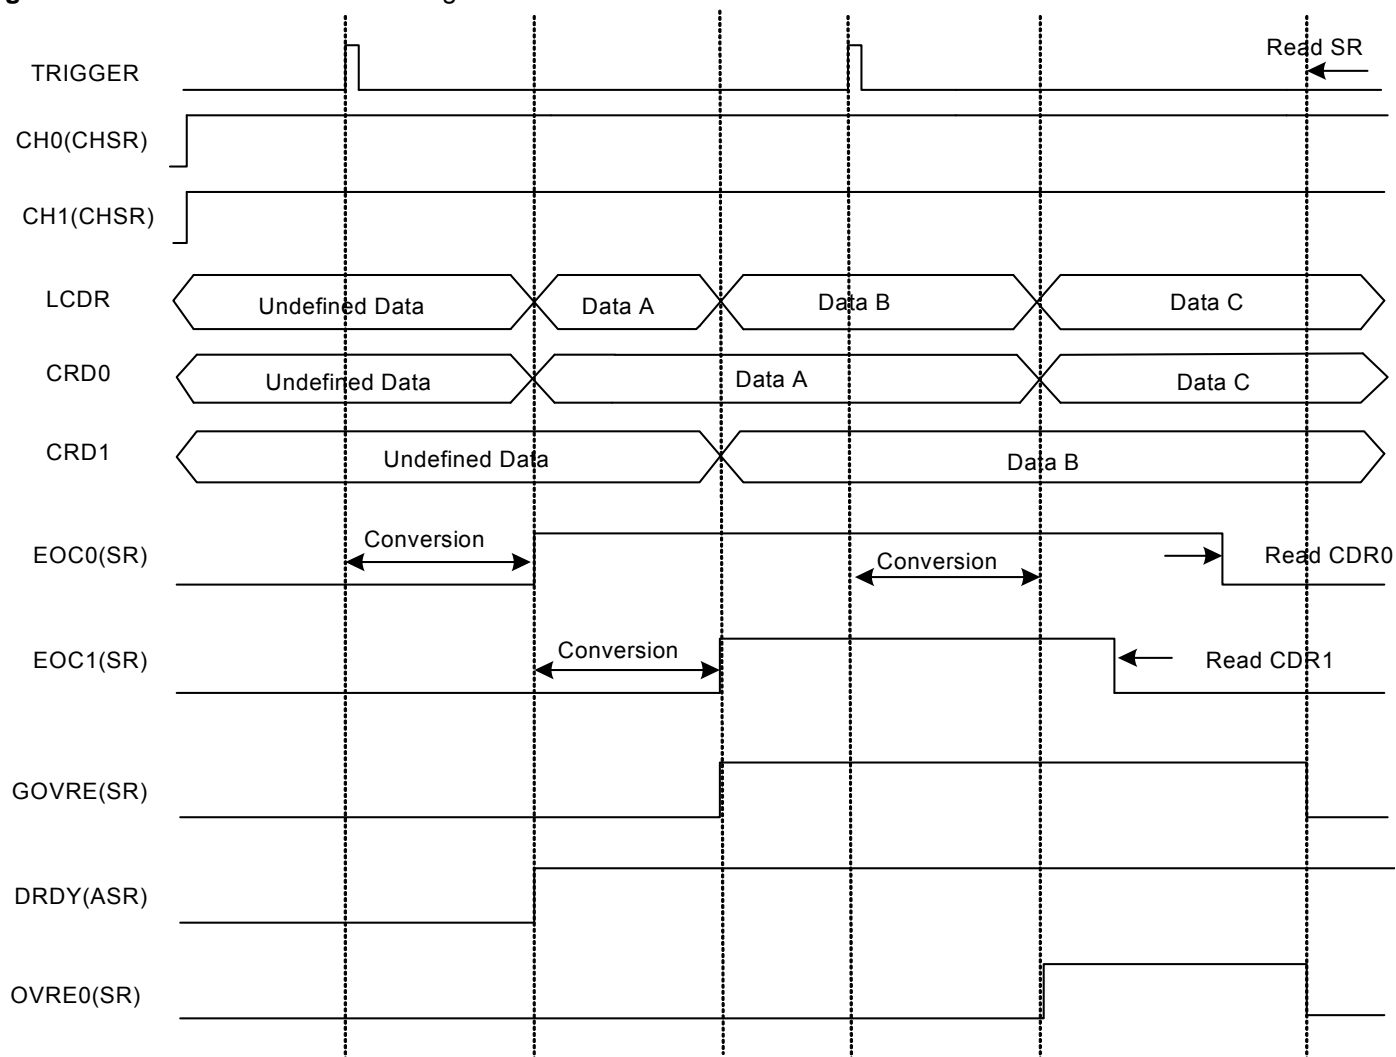 TRIGGER
Read SR
CH0(CHSR)
CH1(CHSR)
LCDR
Undefined Data
Data A
Data B
Data C
CRD0
Undefined Data
Data A
Data C
CRD1
Undefined Data
Data B
EOC0(SR)
Conversion
Conversion
Read CDR0
EOC1(SR)
Conversion
Read CDR1
GOVRE(SR)
DRDY(ASR)
OVRE0(SR)